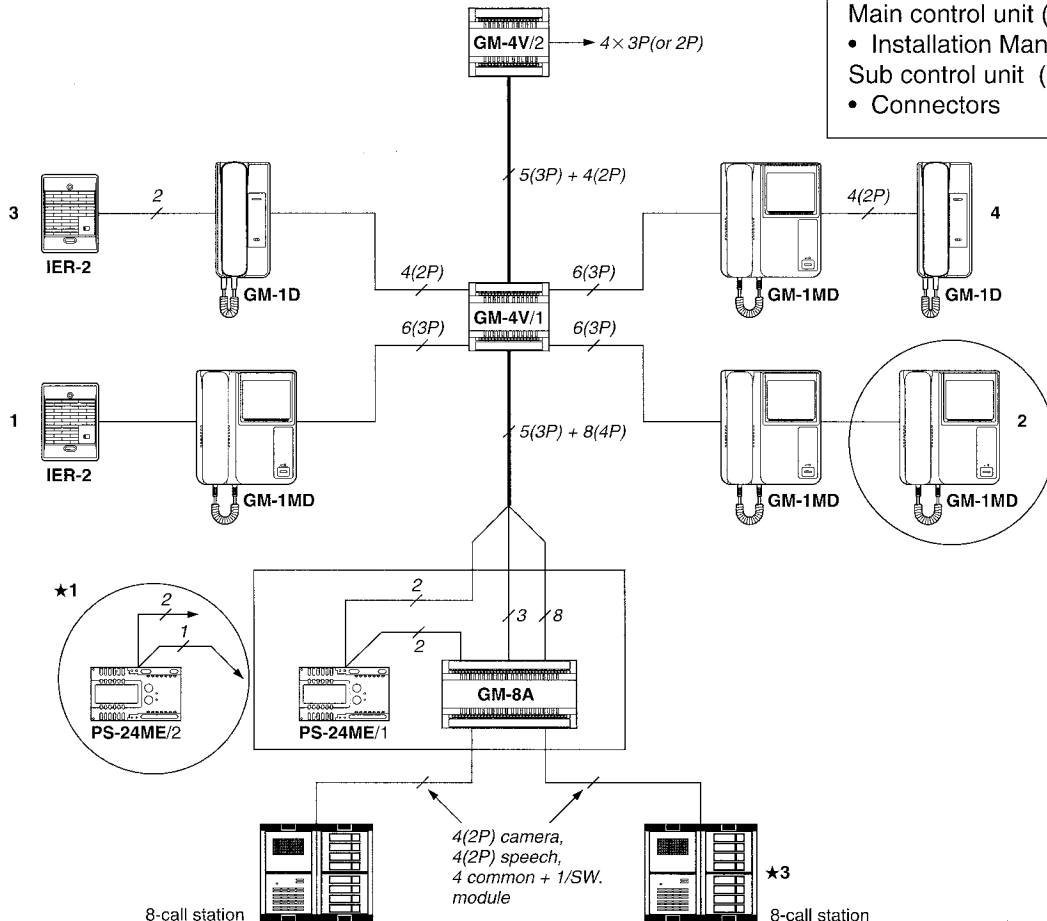 Main control unit (
• Installation Man
Sub control unit (
• Connectors
GM-4V/2
4× 3P(or 2P)
5(3P) + 4(2P)
3
IER-2
2
GM-1D
4(2P)
GM-4V/1
6(3P)
GM-1MD
4(2P)
GM-1D
4
1
IER-2
GM-1MD
6(3P)
6(3P)
GM-1MD
GM-1MD
2
5(3P) + 8(4P)
★1
2
1
PS-24ME/2
2
2
3
8
PS-24ME/1
GM-8A
4(2P) camera,
4(2P) speech,
4 common + 1/SW.
module
8-call station
★3
8-call station